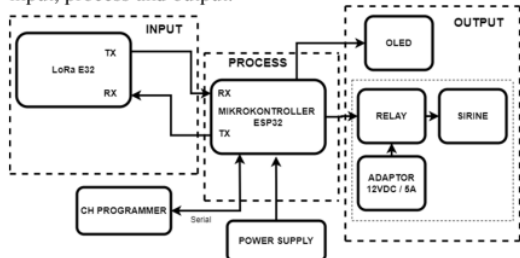 input, process and output.
INPUT
OUTPUT
TX
LoRa E32
RX
PROCESS
RX
MIKROKONTROLLER
ESP32
TX
OLED
RELAY
SIRINE
ADAPTOR
12VDC / 5A
CH PROGRAMMER
Serial
POWER SUPPLY